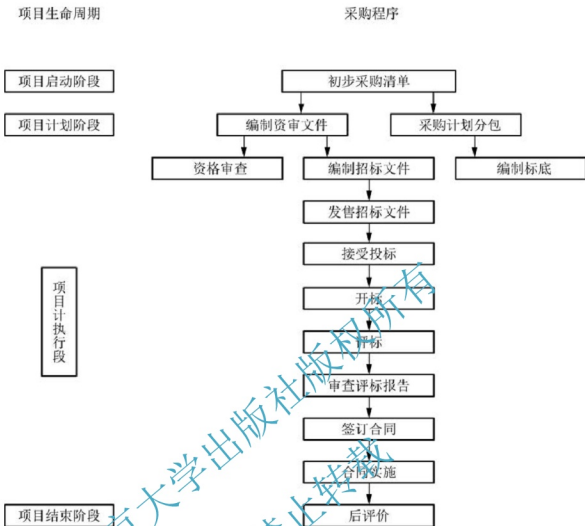 项目生命周期 采购程序
项目启动阶段 初步采购清单
项目计划阶段 编制资审文件 采购计划分包
资格审查 编制招标文件 编制标底
发售招标文件
接受投标
项目计执行段
开标
评标
审查评标报告
签订合同
合同实施
项目结束阶段 后评价
大学出版社版权所有
禁止转载